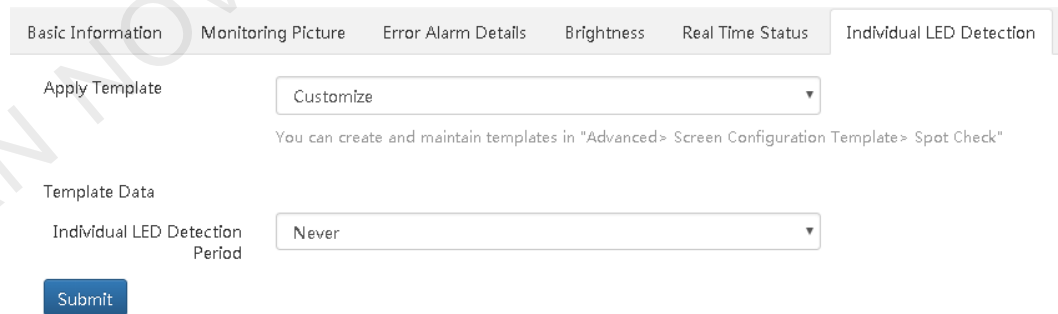 Basic Information Monitoring Picture Error Alarm Details Brightness Real Time Status Individual LED Detection
Apply Template Customize
You can create and maintain templates in "Advanced> Screen Configuration Template> Spot Check"
Template Data
Individual LED Detection Never
Period
Submit